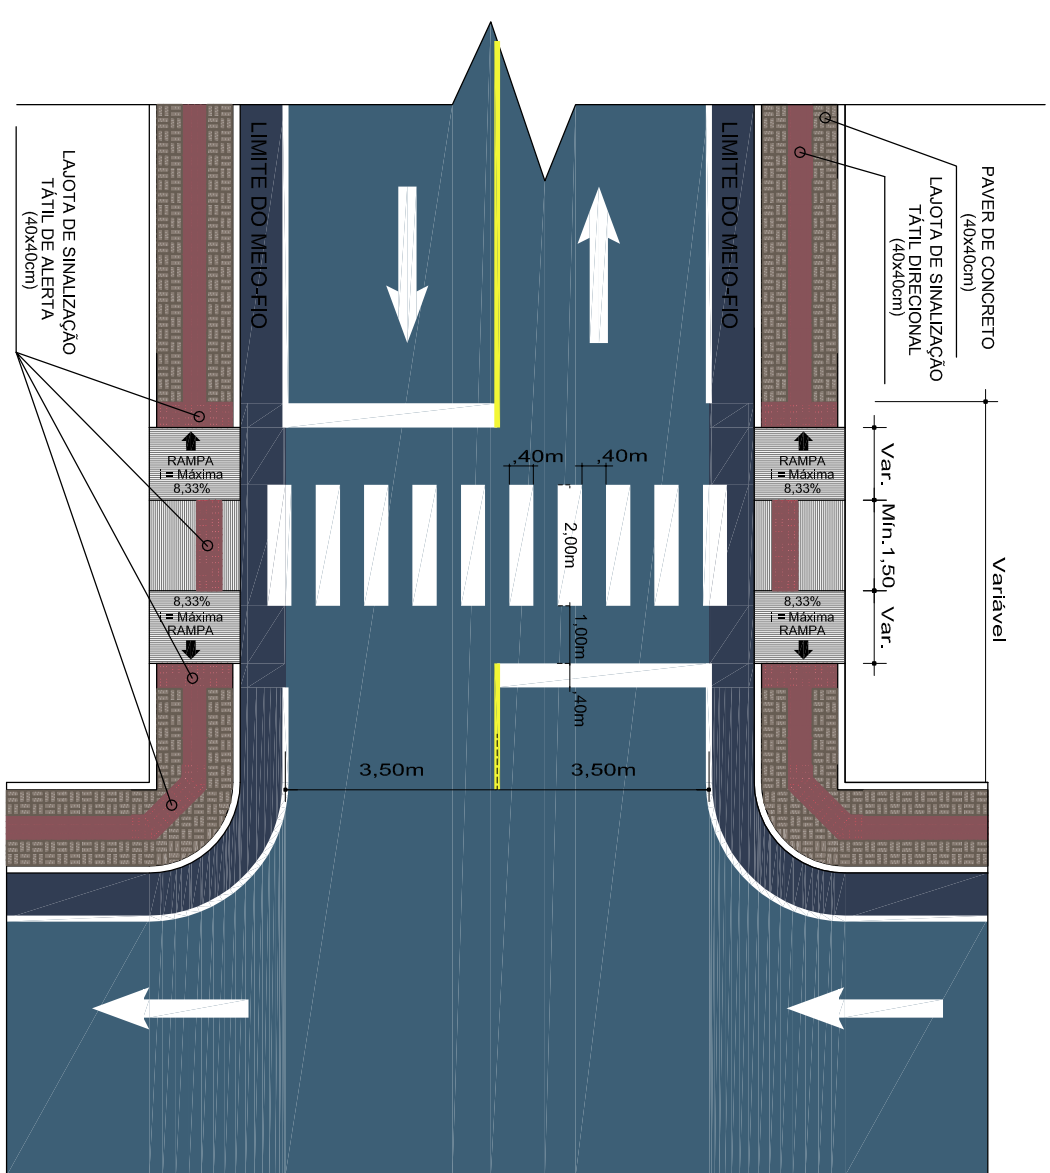 LAJOTA DE SINALIZAÇÃO
TÁTIL DE ALERTA
(40x40cm)
LIMITE DO MEIO-FIO
LIMITE DO MEIO-FIO
PAVER DE CONCRETO
(40x40cm)
LAJOTA DE SINALIZAÇÃO
TÁTIL DIRECIONAL
(40x40cm)
RAMPA
i = Máxima
8,33%
8,33%
i = Máxima
RAMPA
,40m
,40m
2,00m
1,00m
,40m
RAMPA
i = Máxima
8,33%
8,33%
i = Máxima
RAMPA
Var.
Mín.1,50
Var.
Variável
3,50m
3,50m